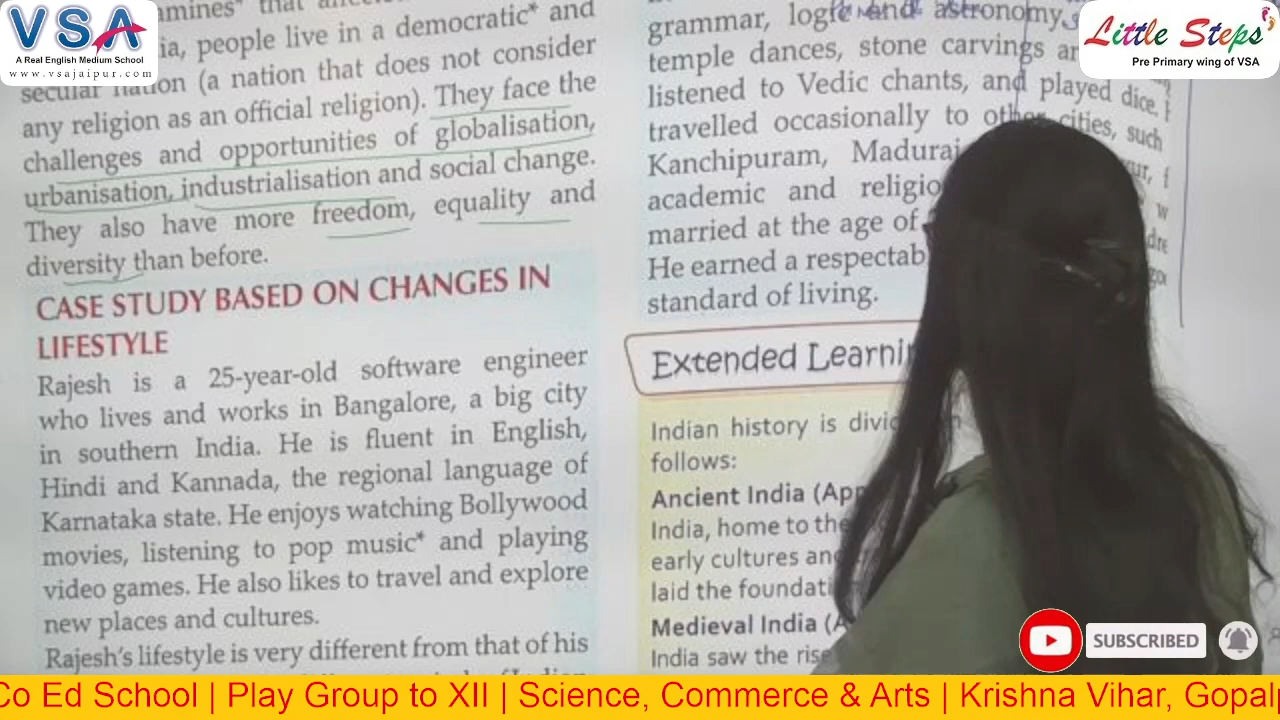 VSA
A Real English Medium School
www.vsajaipur.com
Little Steps
Pre Primary wing of VSA
people live in a democratic* and
secular nation (a nation that does not consider
any religion as an official religion). They face the
challenges and opportunities of globalisation,
urbanisation, industrialisation and social change.
They also have more freedom, equality and
diversity than before.
CASE STUDY BASED ON CHANGES IN
LIFESTYLE
Rajesh is a 25-year-old software engineer
who lives and works in Bangalore, a big city
in southern India. He is fluent in English,
Hindi and Kannada, the regional language of
Karnataka state. He enjoys watching Bollywood
movies, listening to pop music* and playing
video games. He also likes to travel and explore
new places and cultures.
Rajesh's lifestyle is very different from that of his
grammar, logic and astronomy.
temple dances, stone carvings
listened to Vedic chants, and played dice.
travelled occasionally to other cities, such
Kanchipuram, Madurai
academic and
married at the age of
He earned a
standard of living.
Extended
Indian history is
follows:
Ancient India
India, home to the
early cultures
laid the
Medieval India
India saw the
SUBSCRIBED
Co Ed School | Play Group to XII | Science, Commerce & Arts | Krishna Vihar,